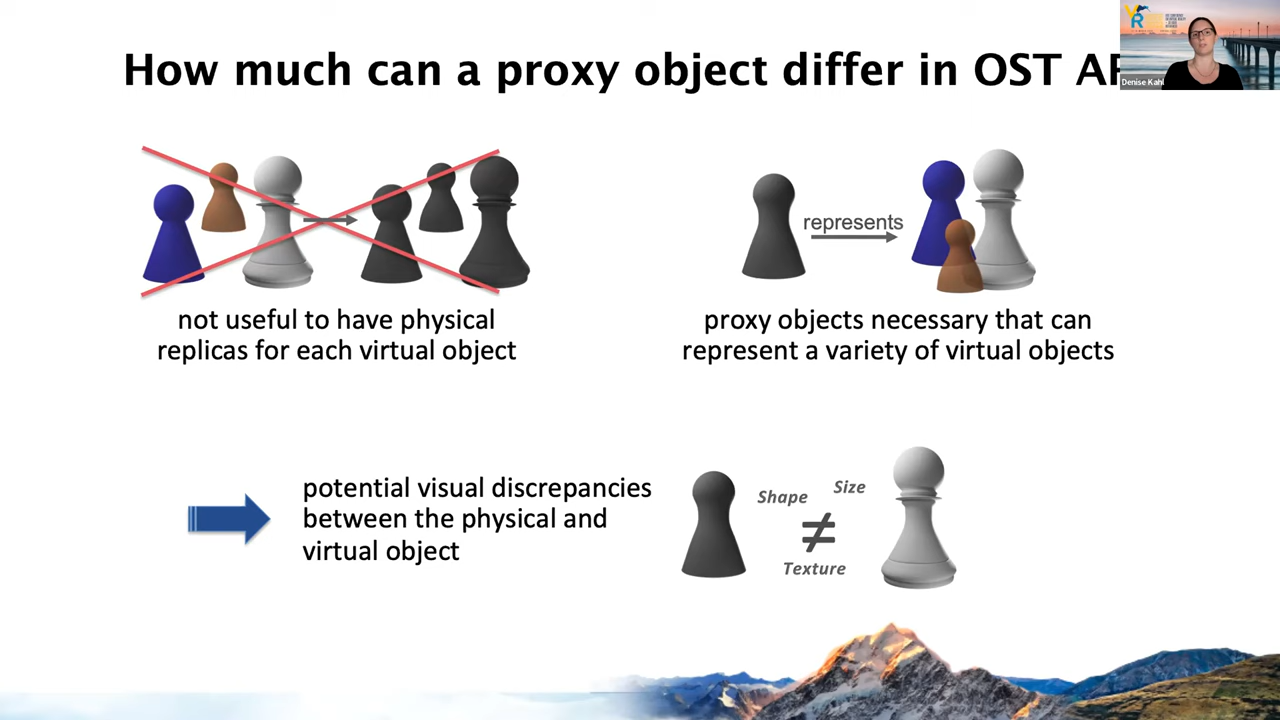 How much can a proxy object differ in OST AR
Denise Kahl
represents
not useful to have physical
replicas for each virtual object
proxy objects necessary that can
represent a variety of virtual objects
potential visual discrepancies
between the physical and
virtual object
Shape
Size
≠
Texture